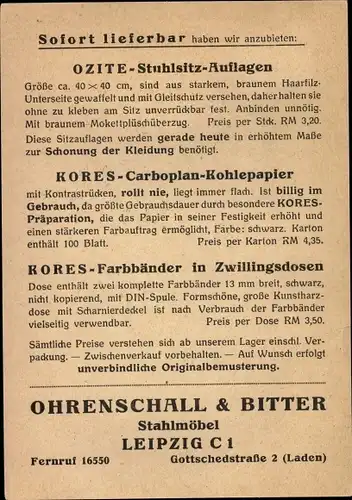 Sofort lieferbar haben wir anzubieten:
OZITE-Stuhlsitz-Auflagen
Größe ca. 40×40 cm, sind aus starkem, braunem Haarfilz-
Unterseite gewaffelt und mit Gleitschutz versehen, daher halten sie
ohne zu kleben am Sitz unverrückbar fest. Anbinden unnötig.
Mit braunem Mokettplüschüberzug. Preis per Stk. RM 3,20.
Diese Sitzauflagen werden gerade heute in erhöhtem Maße
zur Schonung der Kleidung benötigt.
KORES-Carboplan-Kohlepapier
mit Kontrastrücken, rollt nie, liegt immer flach. Ist billig im
Gebrauch, da größte Gebrauchsdauer durch besondere KORES-
Präparation, die das Papier in seiner Festigkeit erhöht und
einen stärkeren Farbauftrag ermöglicht, Farbe: schwarz. Karton
enthält 100 Blatt. Preis per Karton RM 4,35.
KORES-Farbbänder in Zwillingsdosen
Dose enthält zwei komplette Farbbänder 13 mm breit, schwarz,
nicht kopierend, mit DIN-Spule. Formschöne, große Kunstharz-
dose mit Scharnierdeckel ist nach Verbrauch der Farbbänder
vielseitig verwendbar. Preis per Dose RM 3,50.
Sämtliche Preise verstehen sich ab unserem Lager einschl. Ver-
packung. — Zwischenverkauf vorbehalten. — Auf Wunsch erfolgt
unverbindliche Originalbemusterung.
OHRENSCHALL & BITTER
Stahlmöbel
LEIPZIG C 1
Fernruf 16550 Gottschedstraße 2 (Laden)